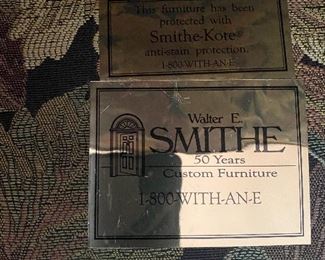 This furniture has been
protected with
Smithe-Kore®
anti-stain protection.
1-800-WITH-AN-E
Walter E.
SMITHE
50 Years
Custom Furniture
1-800-WITH-AN-E